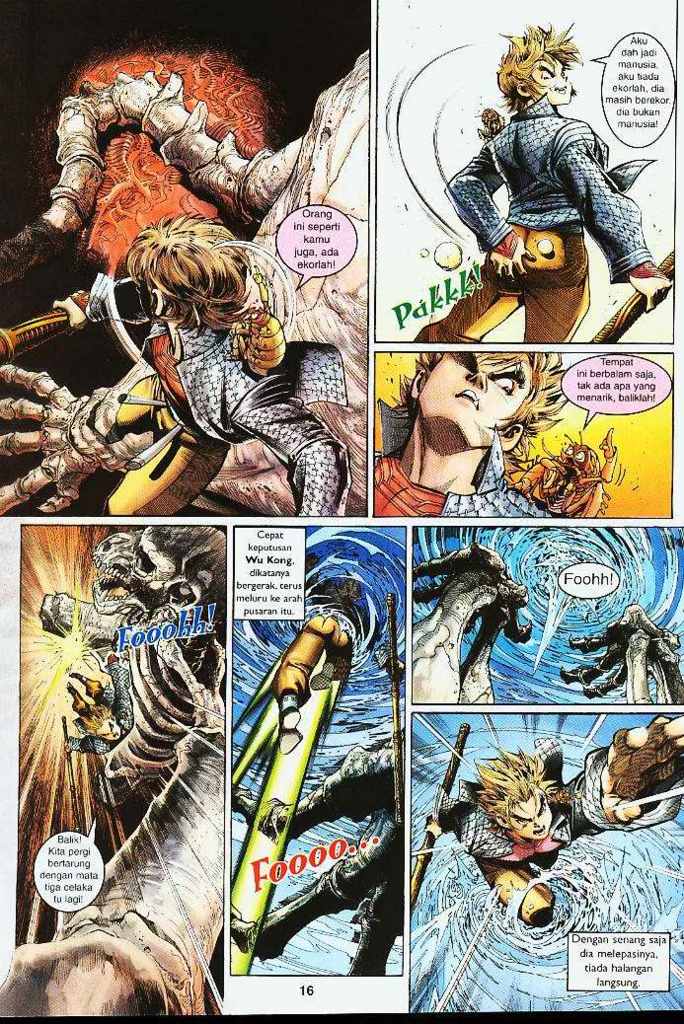 Orang
ini seperti
kamu
juga, ada
ekorlah!
Aku
dah jadi
manusia,
aku tiada
ekorlah, dia
masih berekor,
dia bukan
manusia!
Pakkk!
Tempat
ini berbalam saja,
tak ada apa yang
menarik, baliklah!
Fooohh!
Balik!
Kita pergi
bertarung
dengan mata
tiga celaka
tu lagi!
Cepat
keputusan
Wu Kong,
dikatanya
bergerak, terus
meluru ke arah
pusaran itu.
Foooo...
Foohh!
Dengan senang saja
dia melepasinya,
tiada halangan
langsung.
16